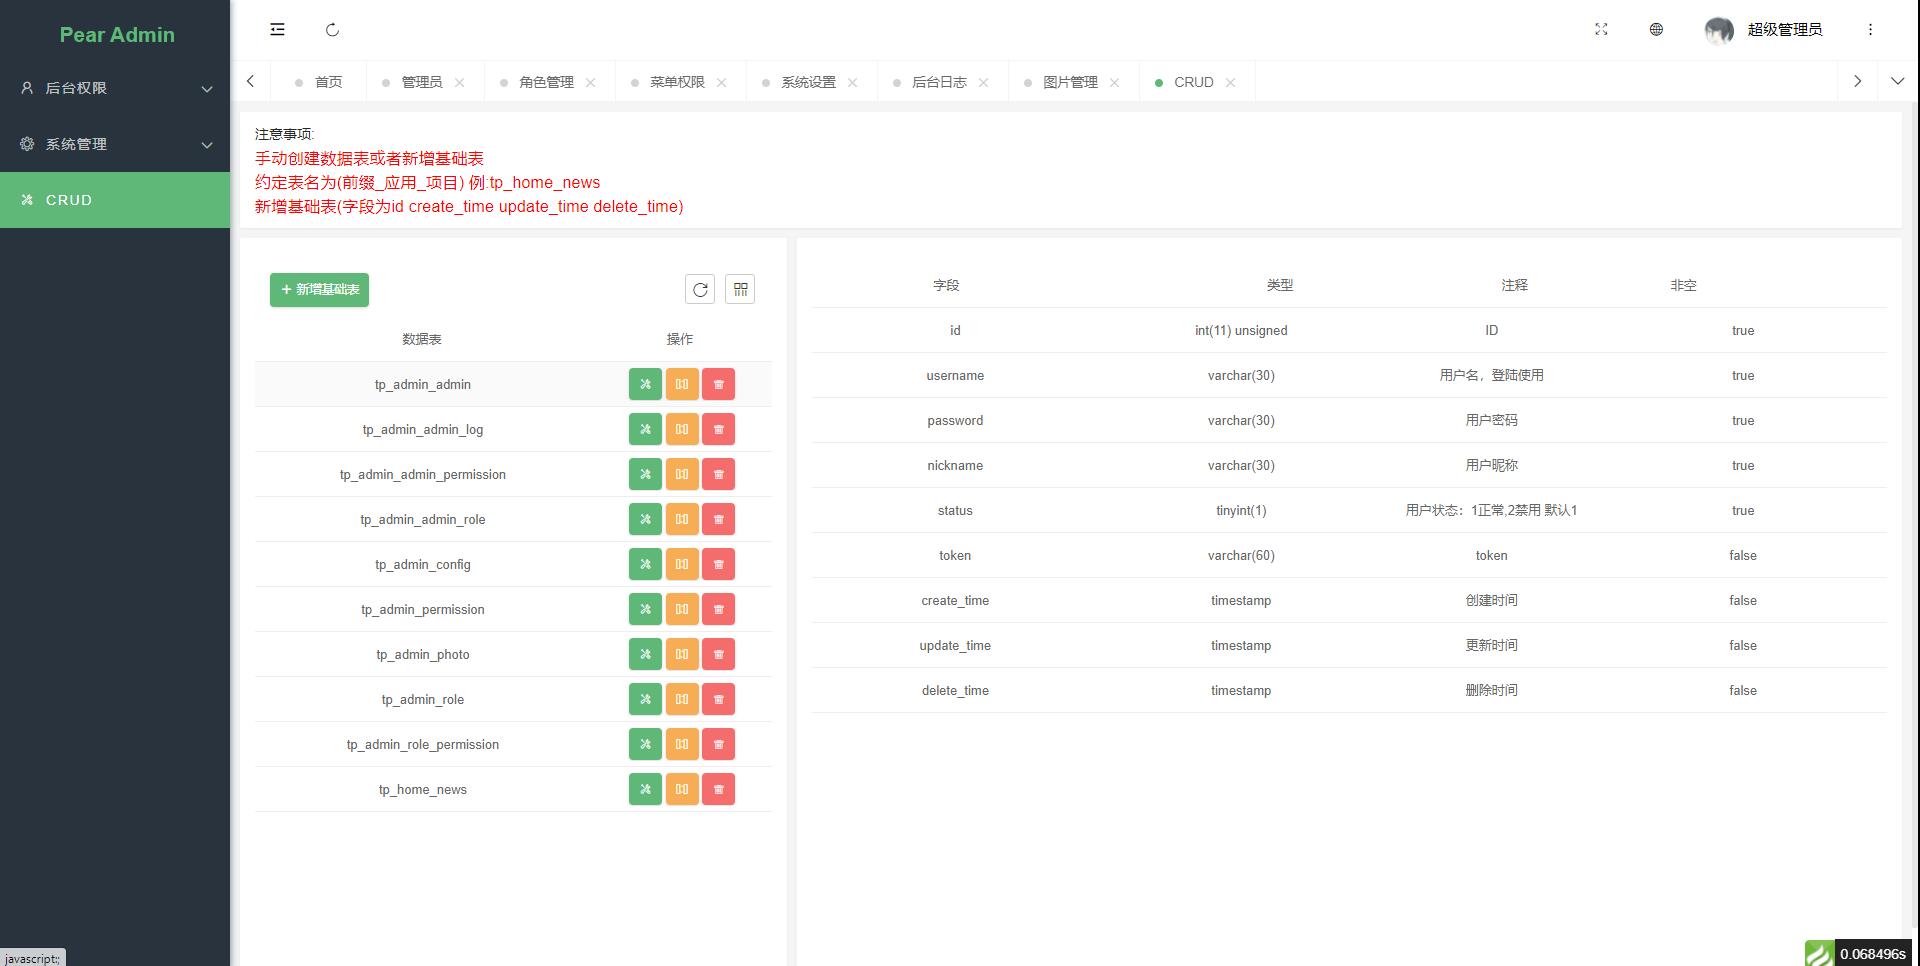 Pear Admin
后台权限
系统管理
CRUD
超级管理员
首页
管理员
角色管理
菜单权限
系统设置
后台日志
图片管理
CRUD
注意事项:
手动创建数据表或者新增基础表
约定表名为(前缀_应用_项目) 例:tp_home_news
新增基础表(字段为id create_time update_time delete_time)
+ 新增基础表
数据表 操作
tp_admin_admin
tp_admin_admin_log
tp_admin_admin_permission
tp_admin_admin_role
tp_admin_config
tp_admin_permission
tp_admin_photo
tp_admin_role
tp_admin_role_permission
tp_home_news
字段 类型 注释 非空
id int(11) unsigned ID true
username varchar(30) 用户名，登陆使用 true
password varchar(30) 用户密码 true
nickname varchar(30) 用户昵称 true
status tinyint(1) 用户状态：1正常,2禁用 默认1 true
token varchar(60) token false
create_time timestamp 创建时间 false
update_time timestamp 更新时间 false
delete_time timestamp 删除时间 false
javascript:;
0.068496s